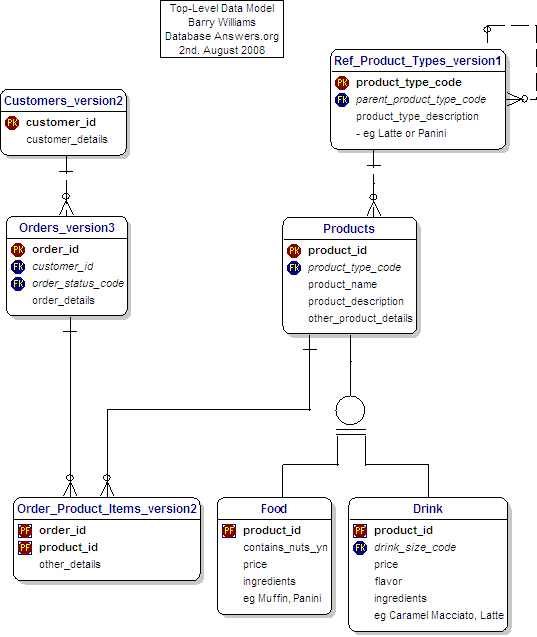 Top-Level Data Model
Barry Williams
Database Answers.org
2nd. August 2008
Ref_Product_Types_version1
PK product_type_code
FK parent_product_type_code
product_type_description
- eg Latte or Panini
Customers_version2
PK customer_id
customer_details
Orders_version3
PK order_id
FK customer_id
FK order_status_code
order_details
Products
PK product_id
FK product_type_code
product_name
product_description
other_product_details
Order_Product_Items_version2
PF order_id
PF product_id
other_details
Food
PF product_id
contains_nuts_yn
price
ingredients
eg Muffin, Panini
Drink
PF product_id
FK drink_size_code
price
flavor
ingredients
eg Caramel Macciato, Latte